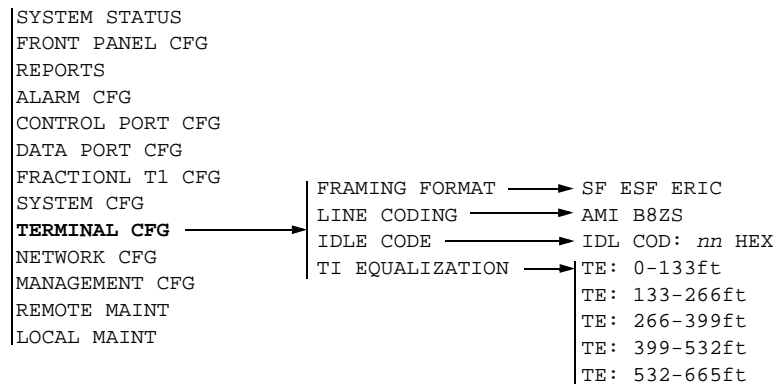 SYSTEM STATUS
FRONT PANEL CFG
REPORTS
ALARM CFG
CONTROL PORT CFG
DATA PORT CFG
FRACTIONL T1 CFG
SYSTEM CFG
TERMINAL CFG
NETWORK CFG
MANAGEMENT CFG
REMOTE MAINT
LOCAL MAINT
FRAMING FORMAT
LINE CODING
IDLE CODE
TI EQUALIZATION
SF ESF ERIC
AMI B8ZS
IDL COD: nn HEX
TE: 0-133ft
TE: 133-266ft
TE: 266-399ft
TE: 399-532ft
TE: 532-665ft